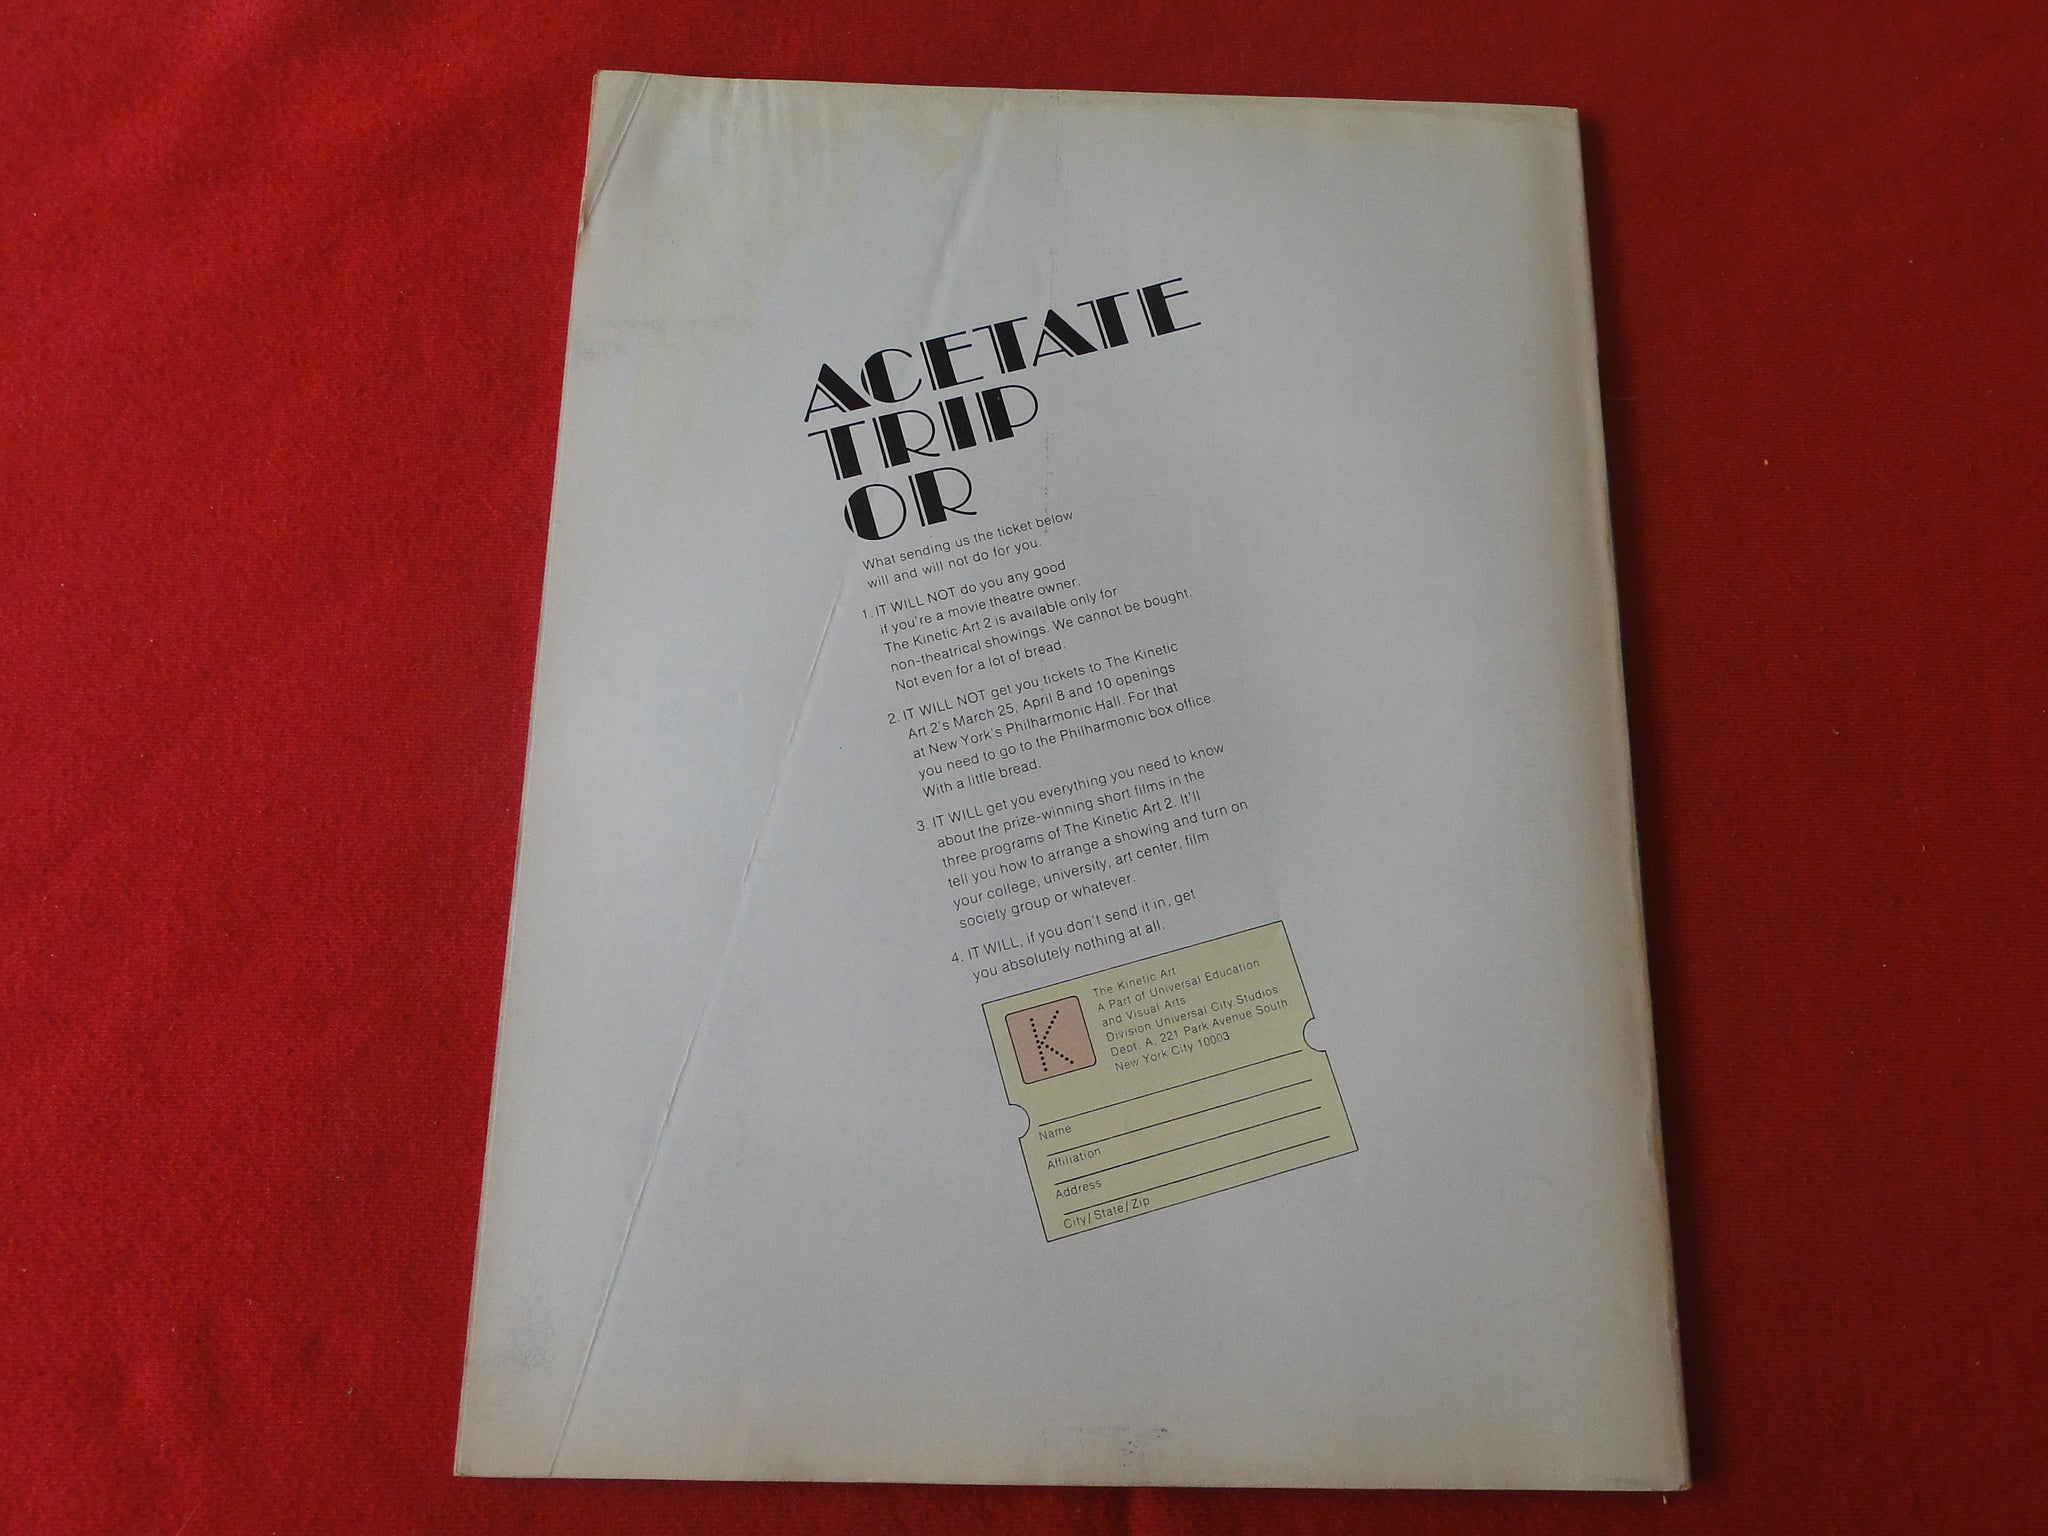 ACETATE
TRIP
OR
What sending us the ticket below
will and will not do for you.
1. IT WILL NOT do you any good
if you're a movie theatre owner.
The Kinetic Art 2 is available only for
non-theatrical showings. We cannot be bought.
Not even for a lot of bread.
2. IT WILL NOT get you tickets to The Kinetic
Art 2's March 25, April 8 and 10 openings
at New York's Philharmonic Hall. For that
you need to go to the Philharmonic box office.
With a little bread.
3. IT WILL get you everything you need to know
about the prize-winning short films in the
three programs of The Kinetic Art 2. It'll
tell you how to arrange a showing and turn on
your college, university, art center, film
society group or whatever.
4. IT WILL, if you don't send it in, get
you absolutely nothing at all.
K
The Kinetic Art
A Part of Universal Education
and Visual Arts
Division Universal City Studios
Dept. A, 221 Park Avenue South
New York City 10003
Name
Affiliation
Address
City/State/Zip